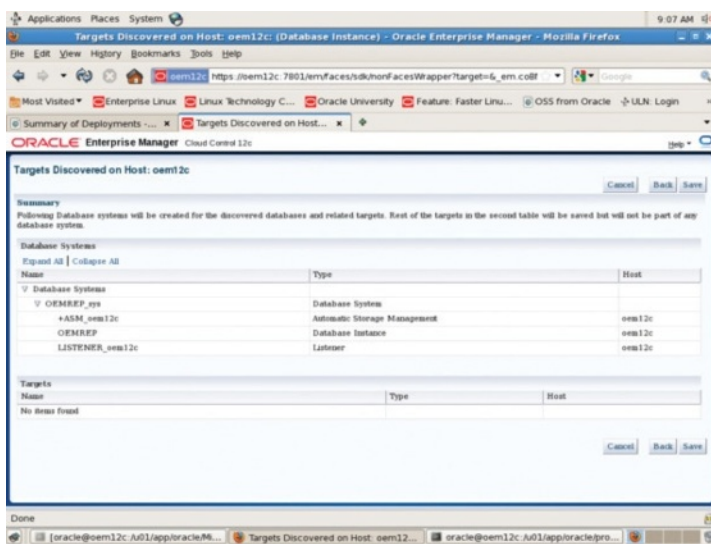 Applications Places System 9:07 AM
Targets Discovered on Host: oem12c: (Database Instance) - Oracle Enterprise Manager - Mozilla Firefox
File Edit View History Bookmarks Tools Help
oem12c https://oem12c:7801/em/faces/sdk/nonFacesWrapper?target=&_em.coBf Google
Most Visited Enterprise Linux Linux Technology C... Oracle University Feature: Faster Linu... OSS from Oracle ULN: Login
Summary of Deployments -... Targets Discovered on Host...
ORACLE Enterprise Manager Cloud Control 12c Help
Targets Discovered on Host: oem12c
Cancel Back Save
Summary
Following Database systems will be created for the discovered databases and related targets. Rest of the targets in the second table will be saved but will not be part of any
database system.
Database Systems
Expand All | Collapse All
Name Type Host
Database Systems
OEMREP_sys Database System
+ASM_oem12c Automatic Storage Management oem12c
OEMREP Database Instance oem12c
LISTENER_oem12c Listener oem12c
Targets
Name Type Host
No items found
Cancel Back Save
Done
[oracle@oem12c:/u01/app/oracle/Mi... Targets Discovered on Host: oem12... oracle@oem12c:/u01/app/oracle/pro...